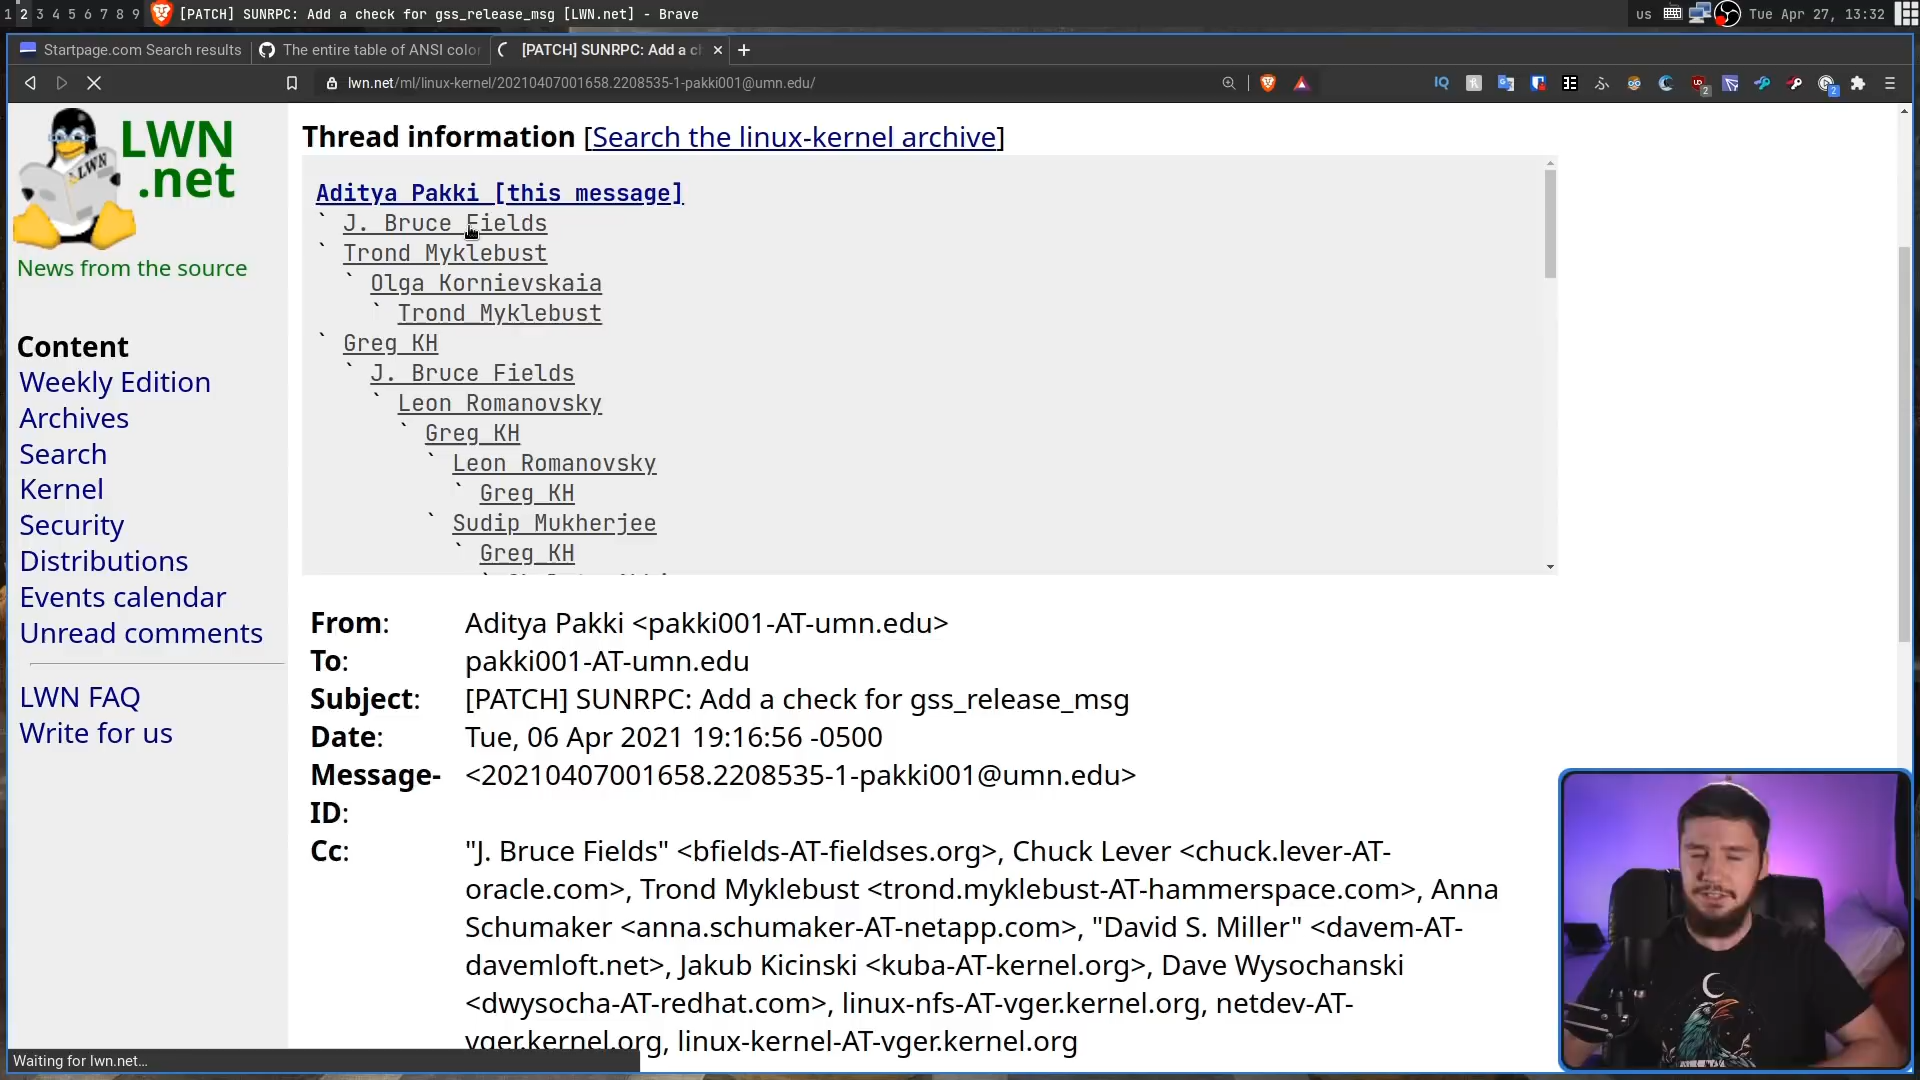 1 2 3 4 5 6 7 8 9 [PATCH] SUNRPC: Add a check for gss_release_msg [LWN.net] - Brave
us Tue Apr 27, 13:32
Startpage.com Search results
The entire table of ANSI color
[PATCH] SUNRPC: Add a c
lwn.net/ml/linux-kernel/20210407001658.2208535-1-pakki001@umn.edu/
LWN
.net
News from the source
Content
Weekly Edition
Archives
Search
Kernel
Security
Distributions
Events calendar
Unread comments
LWN FAQ
Write for us
Thread information [Search the linux-kernel archive]
Aditya Pakki [this message]
` J. Bruce Fields
` Trond Myklebust
` Olga Kornievskaia
` Trond Myklebust
` Greg KH
` J. Bruce Fields
` Leon Romanovsky
` Greg KH
` Leon Romanovsky
` Greg KH
` Sudip Mukherjee
` Greg KH
From: Aditya Pakki <pakki001-AT-umn.edu>
To: pakki001-AT-umn.edu
Subject: [PATCH] SUNRPC: Add a check for gss_release_msg
Date: Tue, 06 Apr 2021 19:16:56 -0500
Message- <20210407001658.2208535-1-pakki001@umn.edu>
ID:
Cc: "J. Bruce Fields" <bfields-AT-fieldses.org>, Chuck Lever <chuck.lever-AT-
oracle.com>, Trond Myklebust <trond.myklebust-AT-hammerspace.com>, Anna
Schumaker <anna.schumaker-AT-netapp.com>, "David S. Miller" <davem-AT-
davemloft.net>, Jakub Kicinski <kuba-AT-kernel.org>, Dave Wysochanski
<dwysocha-AT-redhat.com>, linux-nfs-AT-vger.kernel.org, netdev-AT-
vger.kernel.org, linux-kernel-AT-vger.kernel.org
Waiting for lwn.net...